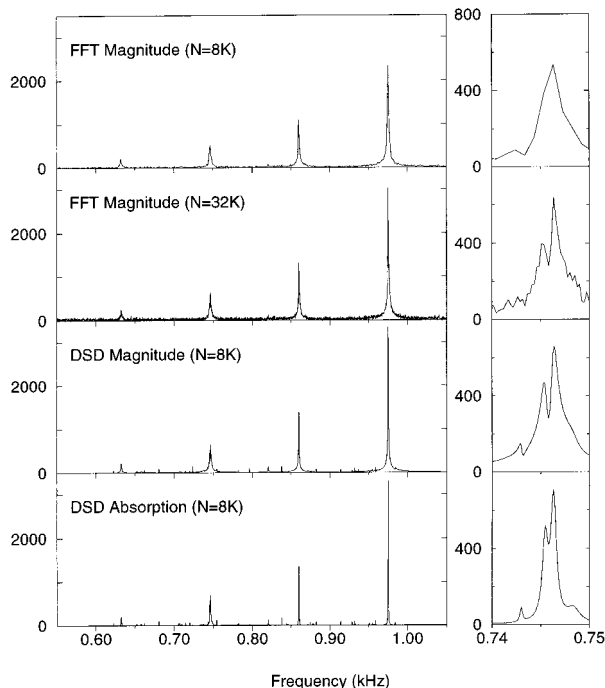 800
FFT Magnitude (N=8K)
2000
400
0
0
FFT Magnitude (N=32K)
2000
400
0
0
DSD Magnitude (N=8K)
2000
400
0
0
DSD Absorption (N=8K)
2000
400
0
0
0.60 0.70 0.80 0.90 1.00 0.74 0.75
Frequency (kHz)